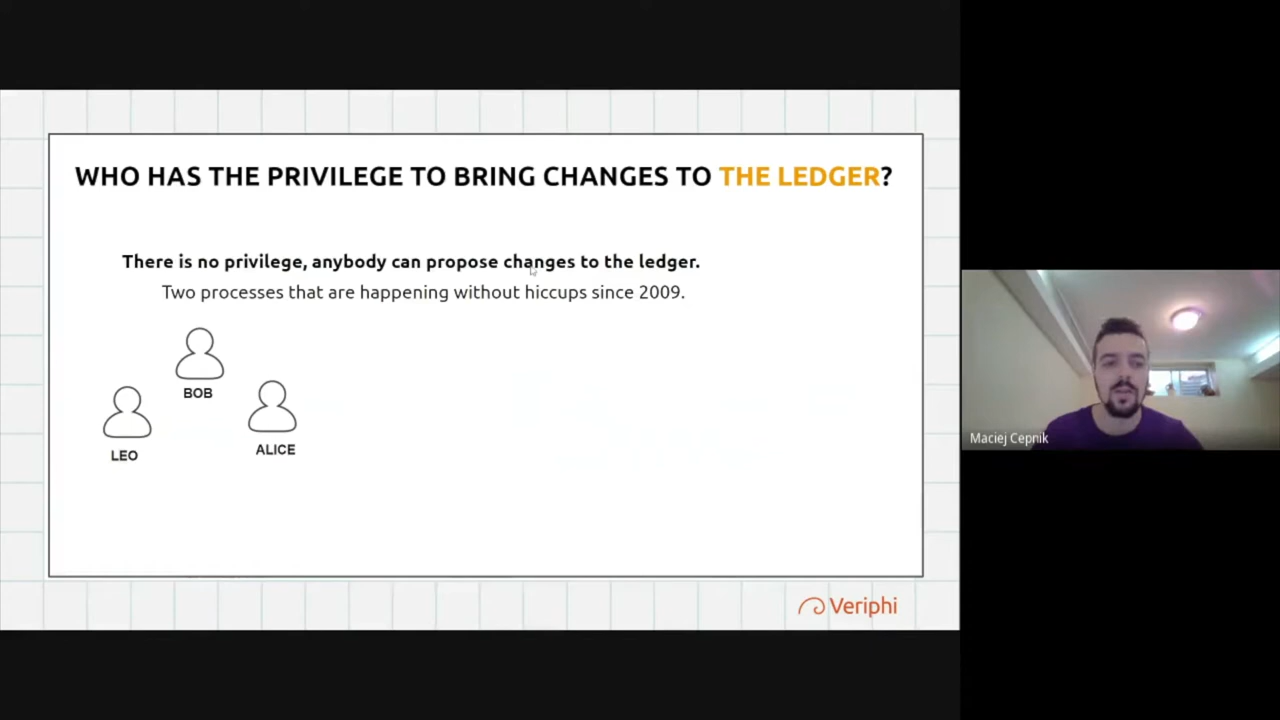 WHO HAS THE PRIVILEGE TO BRING CHANGES TO THE LEDGER?
There is no privilege, anybody can propose changes to the ledger.
Two processes that are happening without hiccups since 2009.
BOB
LEO
ALICE
Veriphi
Maciej Cepnik